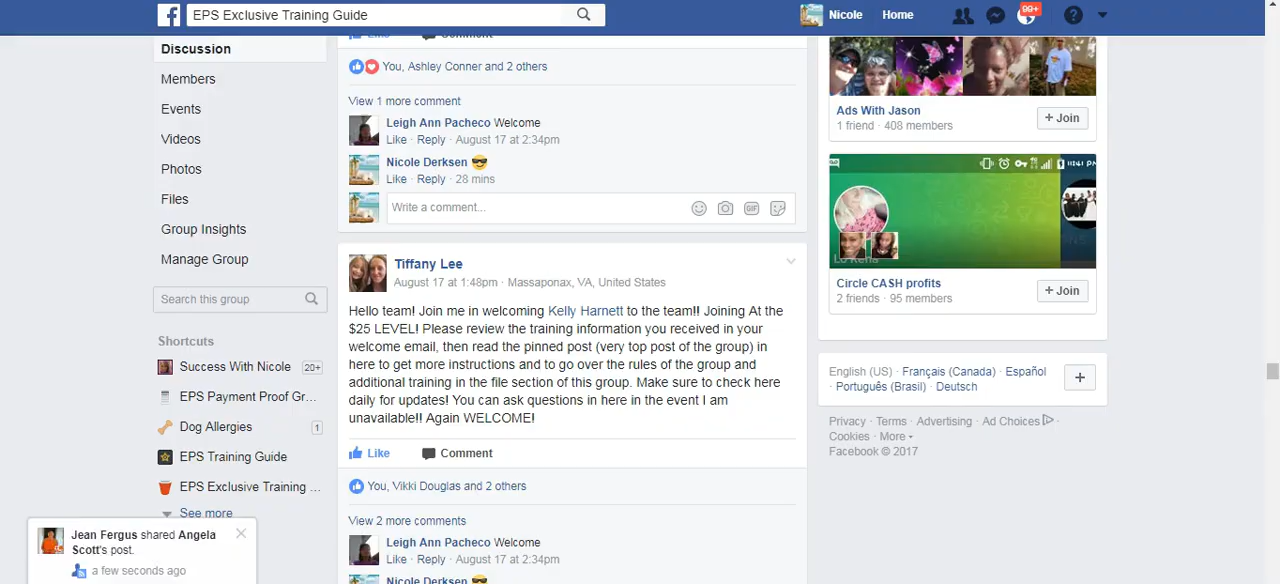 EPS Exclusive Training Guide
Nicole
Home
99+
Discussion
Members
Events
Videos
Photos
Files
Group Insights
Manage Group
Search this group
Shortcuts
Success With Nicole 20+
EPS Payment Proof Gr...
Dog Allergies 1
EPS Training Guide
EPS Exclusive Training ...
See more
Jean Fergus shared Angela
Scott's post.
a few seconds ago
Like Comment
You, Ashley Conner and 2 others
View 1 more comment
Leigh Ann Pacheco Welcome
Like · Reply · August 17 at 2:34pm
Nicole Derksen 😎
Like · Reply · 28 mins
Write a comment...
GIF
Tiffany Lee
August 17 at 1:48pm · Massaponax, VA, United States
Hello team! Join me in welcoming Kelly Harnett to the team!! Joining At the
$25 LEVEL! Please review the training information you received in your
welcome email, then read the pinned post (very top post of the group) in
here to get more instructions and to go over the rules of the group and
additional training in the file section of this group. Make sure to check here
daily for updates! You can ask questions in here in the event I am
unavailable!! Again WELCOME!
Like Comment
You, Vikki Douglas and 2 others
View 2 more comments
Leigh Ann Pacheco Welcome
Like · Reply · August 17 at 2:34pm
Nicole Derksen 😎
Ads With Jason
1 friend · 408 members
+ Join
11:41 PM
Circle CASH profits
2 friends · 95 members
+ Join
English (US) · Français (Canada) · Español
· Português (Brasil) · Deutsch
+
Privacy · Terms · Advertising · Ad Choices ·
Cookies · More
Facebook © 2017